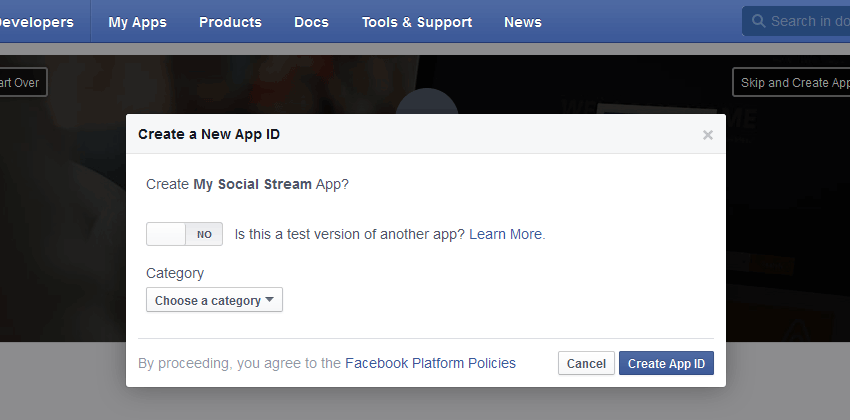 Developers My Apps Products Docs Tools & Support News Search in do
art Over
Skip and Create App
Create a New App ID
Create My Social Stream App?
NO Is this a test version of another app? Learn More.
Category
Choose a category
By proceeding, you agree to the Facebook Platform Policies Cancel Create App ID